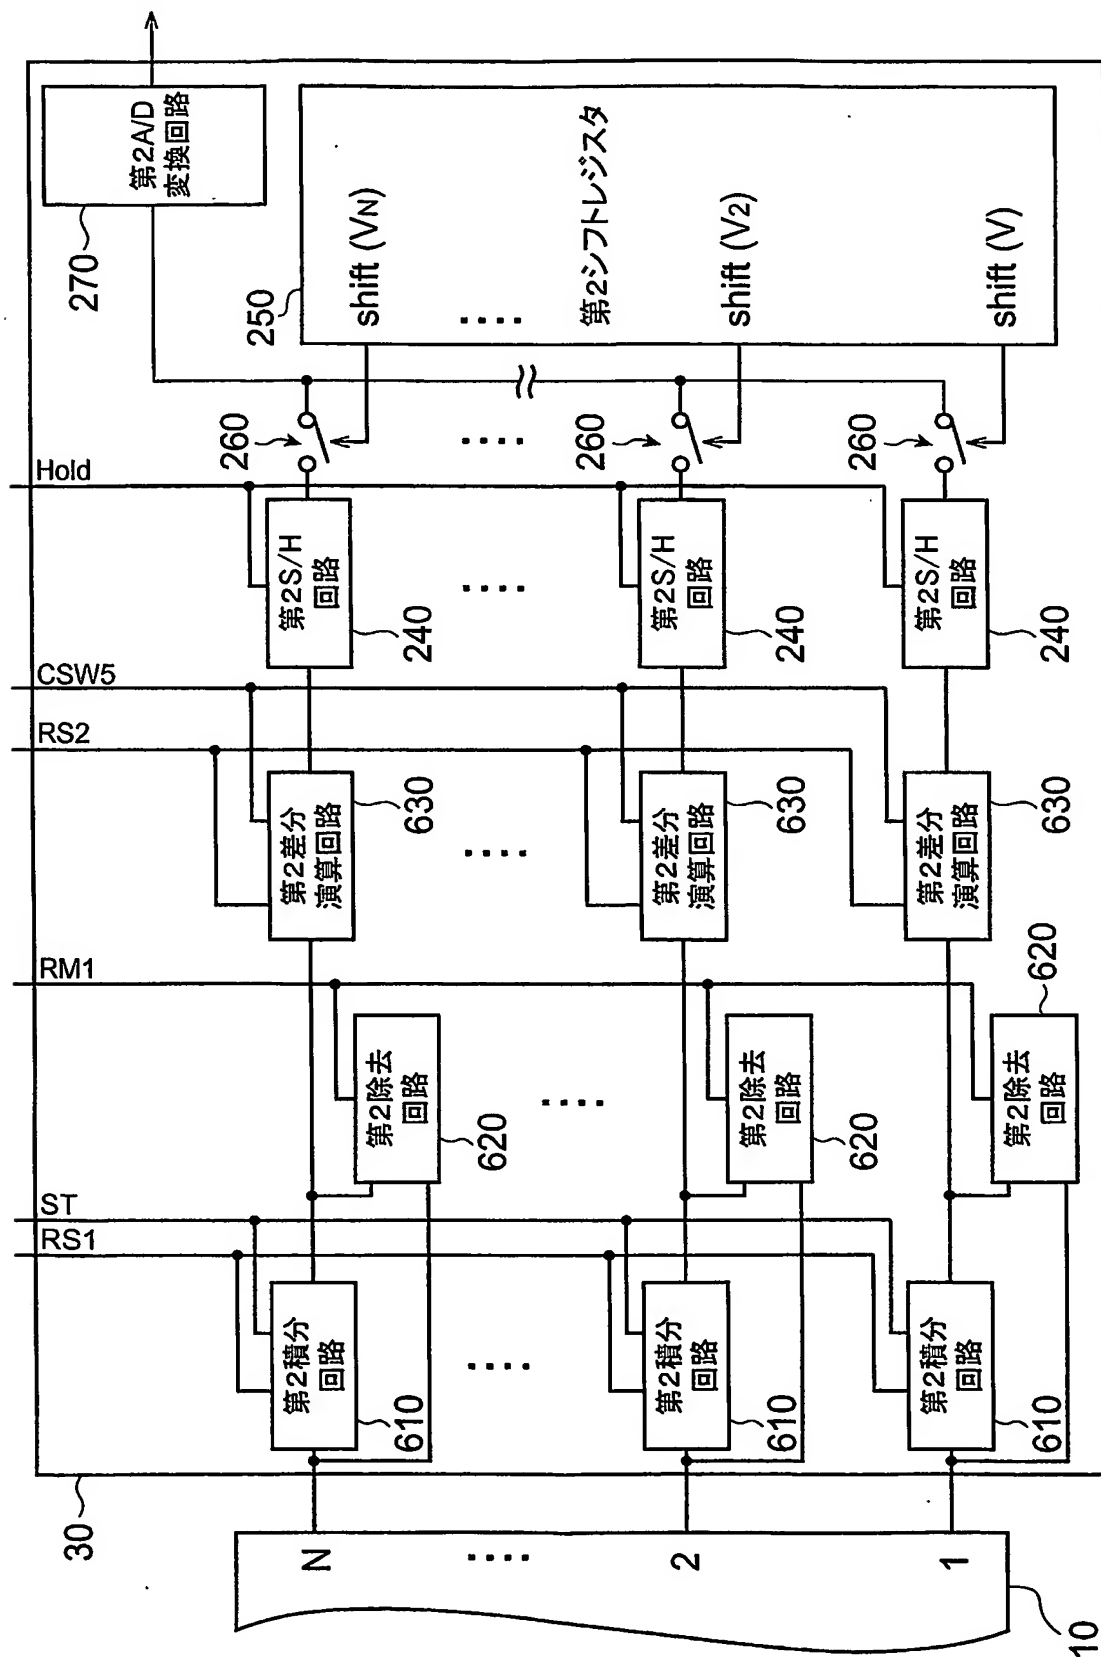 270
第2A/D
変換回路
250
第2シフトレジスタ
shift (VN)
....
shift (V2)
shift (V)
260
....
260
260
Hold
第2S/H
回路
240
....
第2S/H
回路
240
第2S/H
回路
240
CSW5
RS2
第2差分
演算回路
630
....
第2差分
演算回路
630
第2差分
演算回路
630
RM1
第2除去
回路
620
....
第2除去
回路
620
第2除去
回路
620
ST
RS1
第2積分
回路
610
....
第2積分
回路
610
第2積分
回路
610
30
N
....
2
1
10